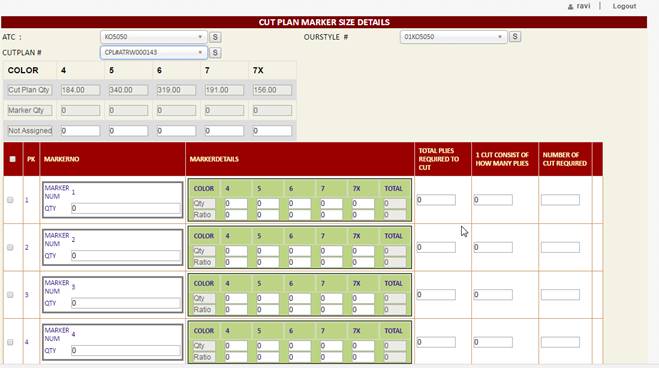 ravi | Logout
CUT PLAN MARKER SIZE DETAILS
ATC : KO5050 S OURSTYLE # 01KO5050 S
CUTPLAN # CPL#ATRW000143 S
COLOR 4 5 6 7 7X
Cut Plan Qty 184.00 340.00 319.00 191.00 156.00
Marker Qty 0 0 0 0 0
Not Assigned 0 0 0 0 0
PK MARKERNO MARKERDETAILS TOTAL PLIES REQUIRED TO CUT 1 CUT CONSIST OF HOW MANY PLIES NUMBER OF CUT REQUIRED
1 MARKER NUM 1 COLOR 4 5 6 7 7X TOTAL 0 0
QTY 0 Qty 0 0 0 0 0 0
Ratio 0 0 0 0 0 0
2 MARKER NUM 2 COLOR 4 5 6 7 7X TOTAL 0 0
QTY 0 Qty 0 0 0 0 0 0
Ratio 0 0 0 0 0 0
3 MARKER NUM 3 COLOR 4 5 6 7 7X TOTAL 0 0
QTY 0 Qty 0 0 0 0 0 0
Ratio 0 0 0 0 0 0
4 MARKER NUM 4 COLOR 4 5 6 7 7X TOTAL 0 0
QTY 0 Qty 0 0 0 0 0 0
Ratio 0 0 0 0 0 0